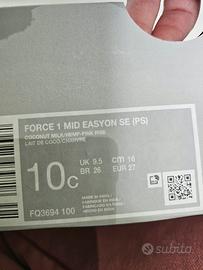 FORCE 1 MID EASYON SE (PS)
COCONUT MILK/HEMP-PINK RISE
LAIT DE COCO/CHANVRE
10C
UK 9.5 cm 16
BR 26 EUR 27
FQ3694 100
subito